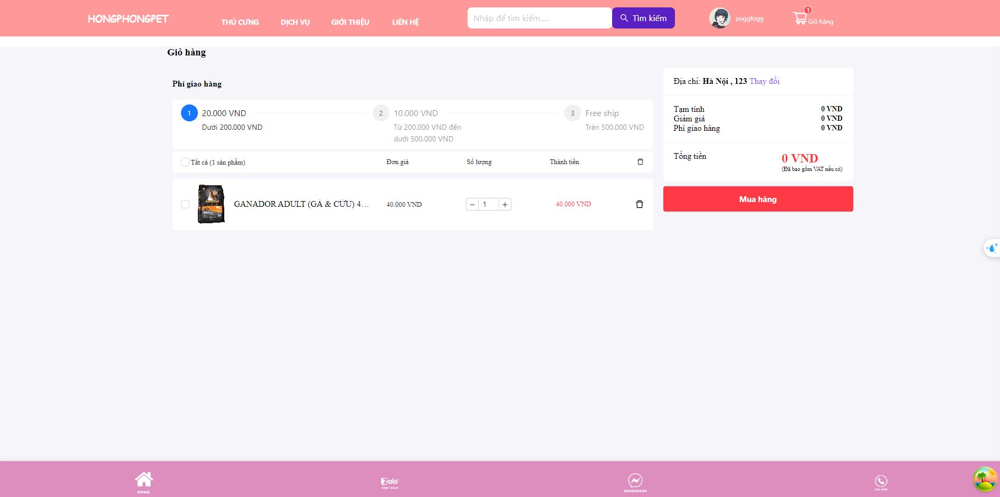 HONGPHONGPET
THÚ CƯNG
DỊCH VỤ
GIỚI THIỆU
LIÊN HỆ
Nhập để tìm kiếm.....
Tìm kiếm
poggfogg
1
Giỏ hàng
Giỏ hàng
Phí giao hàng
1
20.000 VND
Dưới 200.000 VND
2
10.000 VND
Từ 200.000 VND đến
dưới 500.000 VND
3
Free ship
Trên 500.000 VND
Tất cả (1 sản phẩm)
Đơn giá
Số lượng
Thành tiền
Ganador
GANADOR ADULT (GÀ & CỪU) 4...
40.000 VND
1
40.000 VND
Địa chỉ: Hà Nội , 123 Thay đổi
Tạm tính 0 VND
Giảm giá 0 VND
Phí giao hàng 0 VND
Tổng tiền 0 VND
(Đã bao gồm VAT nếu có)
Mua hàng
HOME
Zalo
CHAT ZALO
MESSENGER
GỌI ĐIỆN